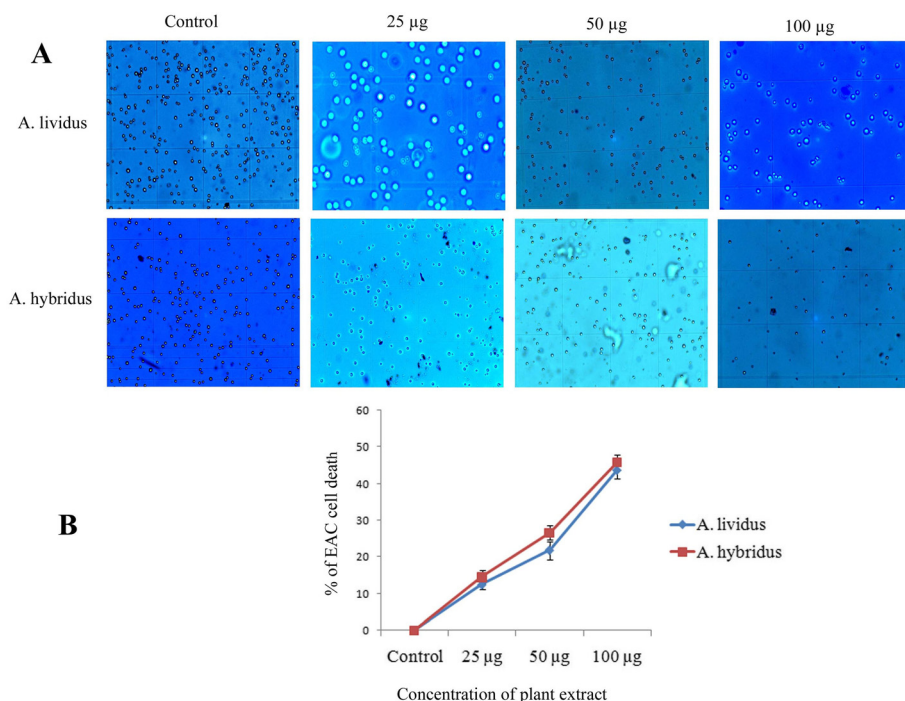 Control 25 µg 50 µg 100 µg
A
A. lividus
A. hybridus
B
% of EAC cell death
60
50
40
30
20
10
0
Control 25 µg 50 µg 100 µg
Concentration of plant extract
A. lividus
A. hybridus